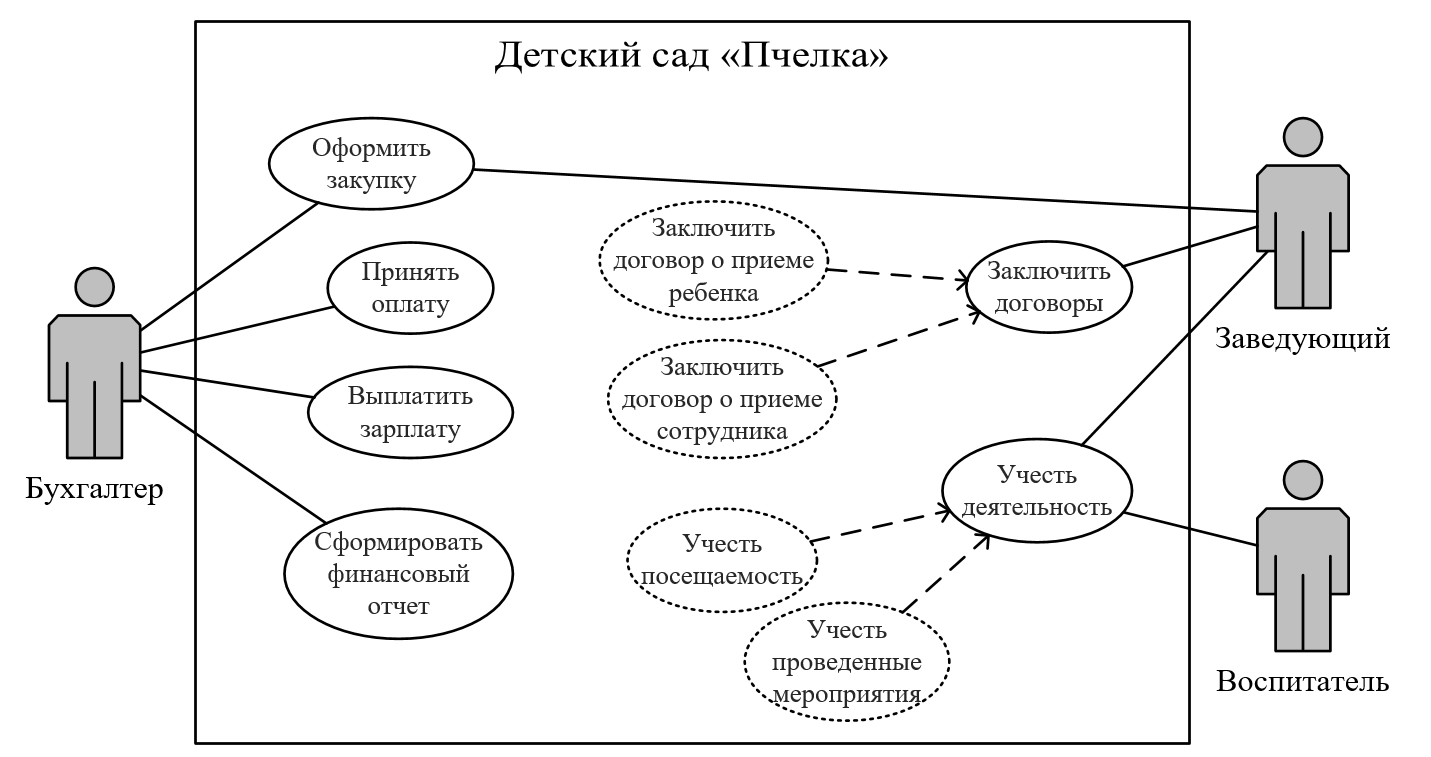 Детский сад «Пчелка»
Оформить
закупку
Принять
оплату
Выплатить
зарплату
Сформировать
финансовый
отчет
Бухгалтер
Заключить
договор о приеме
ребенка
Заключить
договор о приеме
сотрудника
Заключить
договоры
Учесть
деятельность
Учесть
посещаемость
Учесть
проведенные
мероприятия
Заведующий
Воспитатель